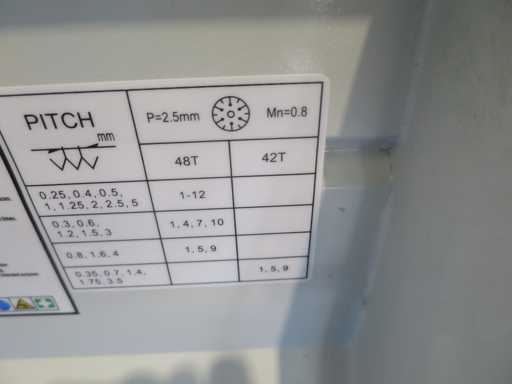 PITCH
mm
P=2.5mm
Mn=0.8
48T
42T
0.25, 0.4, 0.5,
1, 1.25, 2, 2.5, 5
1-12
0.3, 0.6,
1.2, 1.5, 3
1, 4, 7, 10
0.8, 1.6, 4
1, 5, 9
0.35, 0.7, 1.4,
1.75, 3.5
1, 5, 9